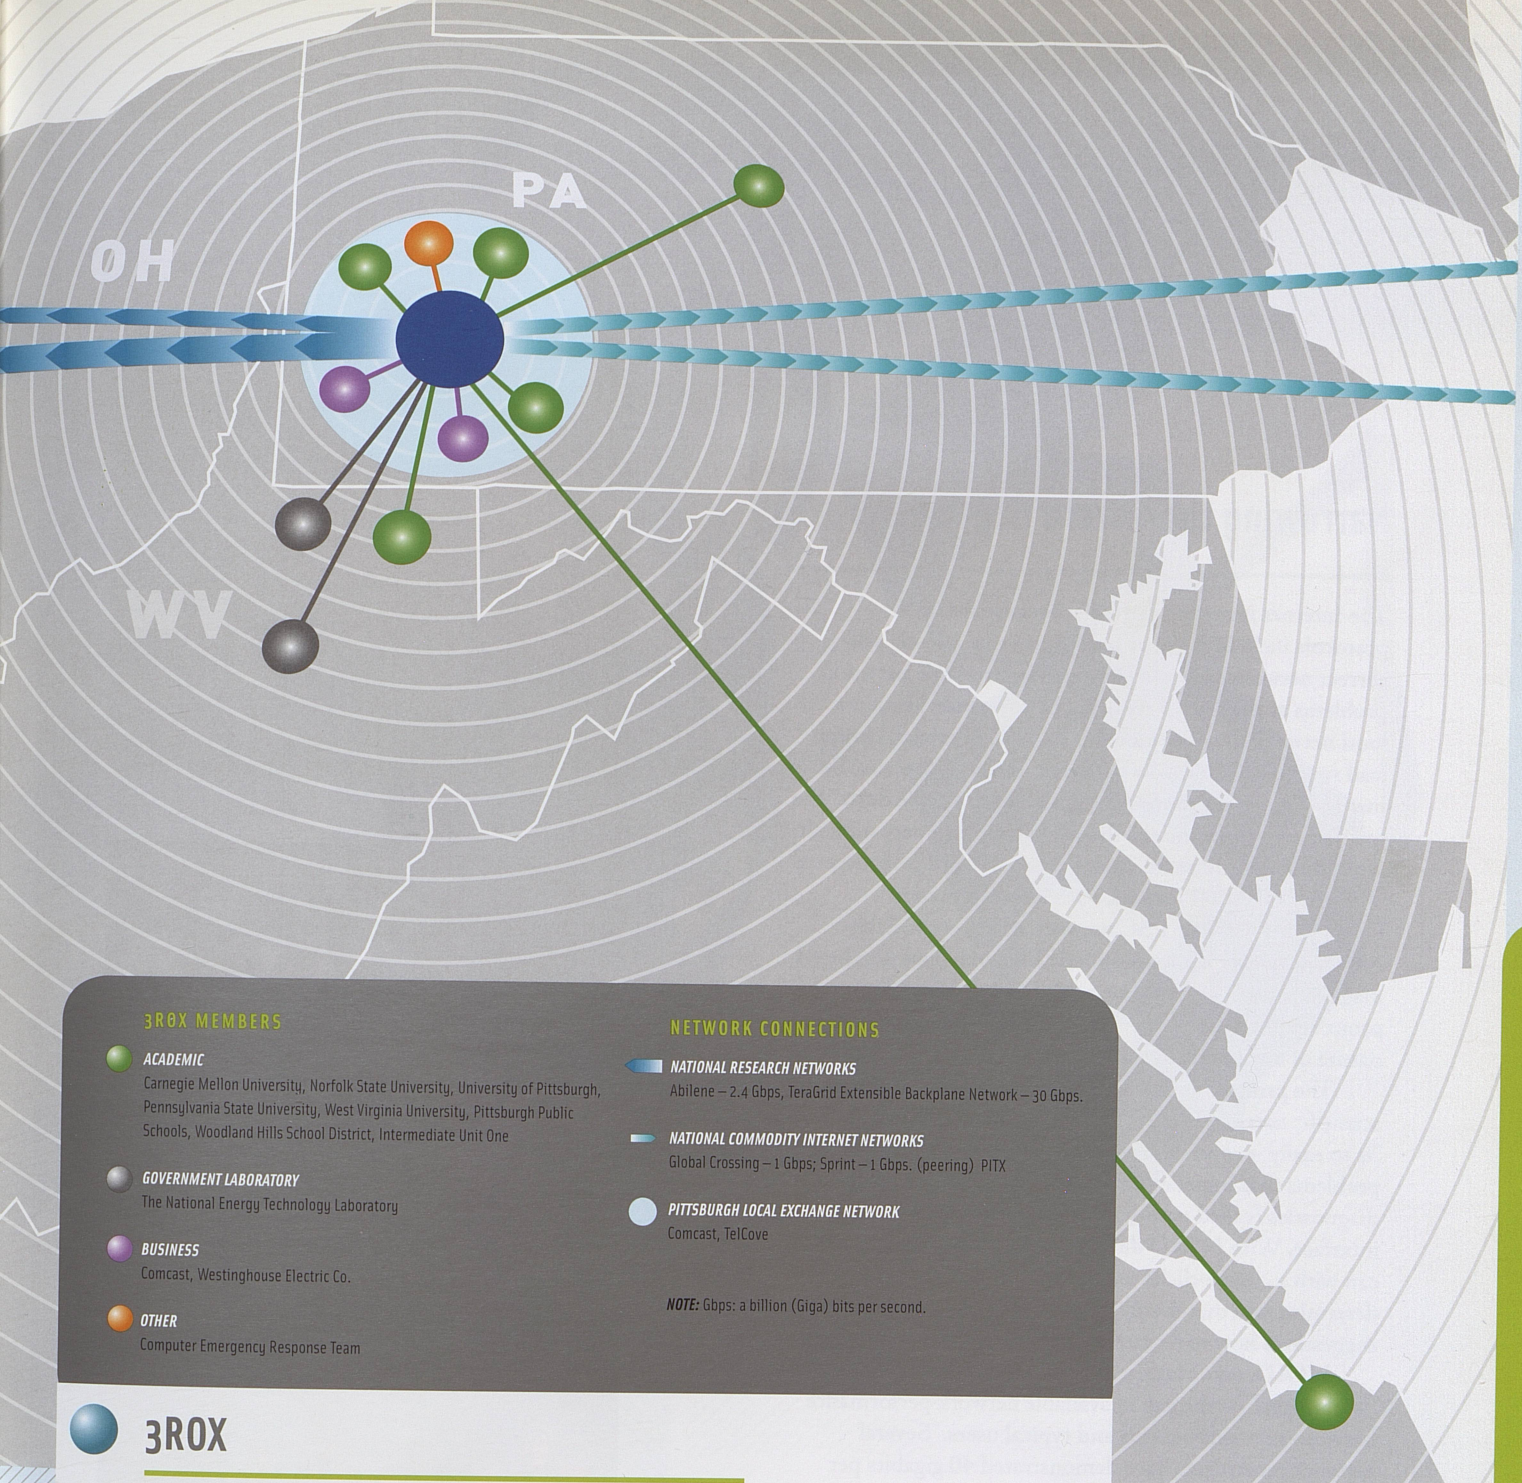 PA
OH
WV
3ROX MEMBERS
ACADEMIC
Carnegie Mellon University, Norfolk State University, University of Pittsburgh,
Pennsylvania State University, West Virginia University, Pittsburgh Public
Schools, Woodland Hills School District, Intermediate Unit One
GOVERNMENT LABORATORY
The National Energy Technology Laboratory
BUSINESS
Comcast, Westinghouse Electric Co.
OTHER
Computer Emergency Response Team
NETWORK CONNECTIONS
NATIONAL RESEARCH NETWORKS
Abilene – 2.4 Gbps, TeraGrid Extensible Backplane Network – 30 Gbps.
NATIONAL COMMODITY INTERNET NETWORKS
Global Crossing – 1 Gbps; Sprint – 1 Gbps. (peering) PITX
PITTSBURGH LOCAL EXCHANGE NETWORK
Comcast, TelCove
NOTE: Gbps: a billion (Giga) bits per second.
3ROX